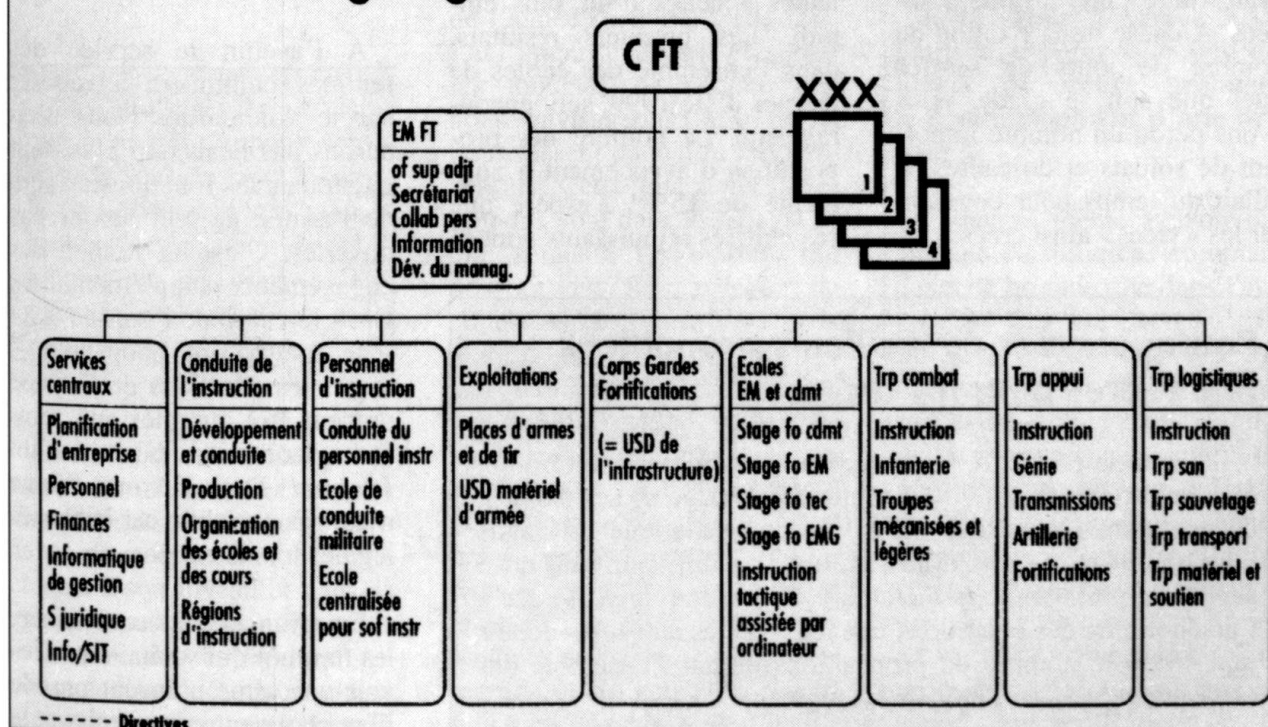 C FT
XXX
1
2
3
4
EM FT
of sup adjt
Secrétariat
Collab pers
Information
Dév. du manag.
Services
centraux
Planification
d'entreprise
Personnel
Finances
Informatique
de gestion
S juridique
Info/SIT
Conduite de
l'instruction
Développement
et conduite
Production
Organisation
des écoles et
des cours
Régions
d'instruction
Personnel
d'instruction
Conduite du
personnel instr
Ecole de
conduite
militaire
Ecole
centralisée
pour sof instr
Exploitations
Places d'armes
et de tir
USD matériel
d'armée
Corps Gardes
Fortifications
(= USD de
l'infrastructure)
Ecoles
EM et cdmt
Stage fo cdmt
Stage fo EM
Stage fo tec
Stage fo EMG
instruction
tactique
assistée par
ordinateur
Trp combat
Instruction
Infanterie
Troupes
mécanisées et
légères
Trp appui
Instruction
Génie
Transmissions
Artillerie
Fortifications
Trp logistiques
Instruction
Trp san
Trp sauvetage
Trp transport
Trp matériel et
soutien
------- Directives